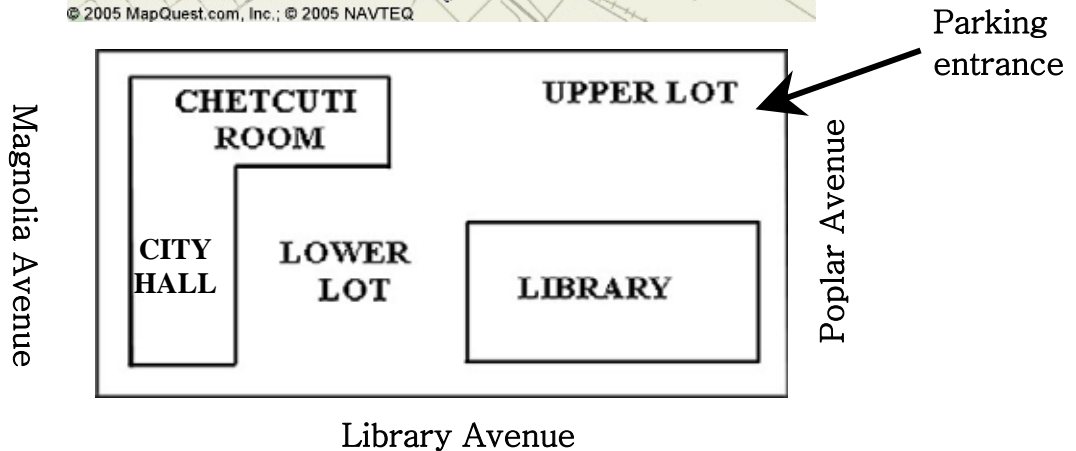 © 2005 MapQuest.com, Inc.; © 2005 NAVTEQ
Parking
entrance
CHETCUTI
ROOM
UPPER LOT
Magnolia Avenue
Poplar Avenue
CITY
HALL
LOWER
LOT
LIBRARY
Library Avenue